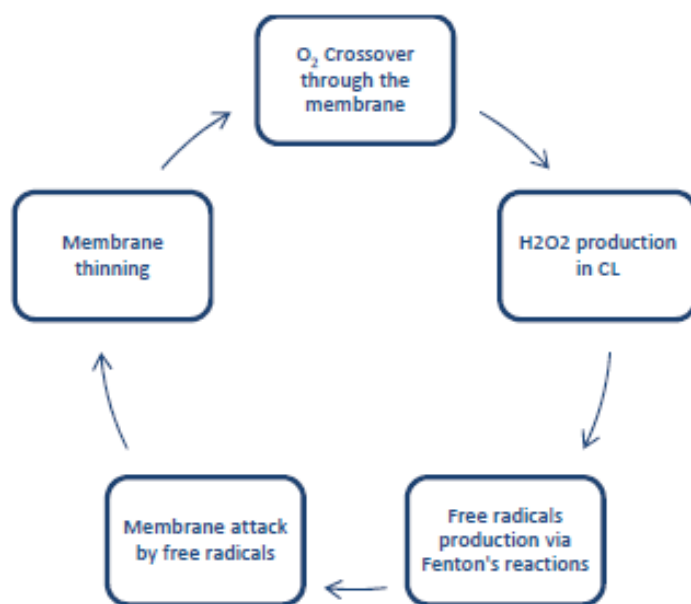 O₂ Crossover
through the
membrane
H2O2 production
in CL
Free radicals
production via
Fenton's reactions
Membrane attack
by free radicals
Membrane
thinning